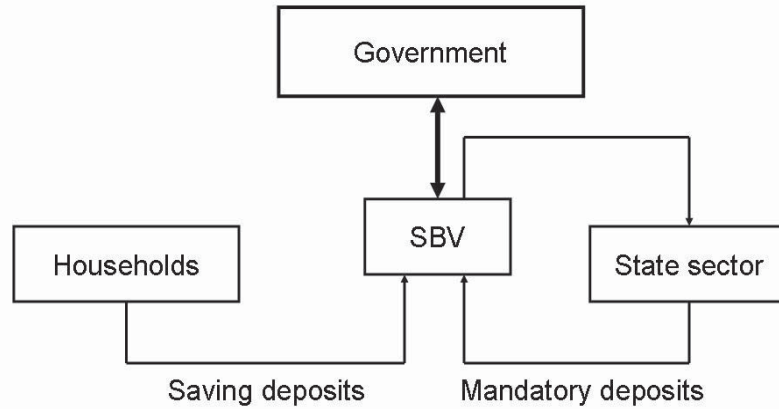 Government
SBV
Households
State sector
Saving deposits
Mandatory deposits